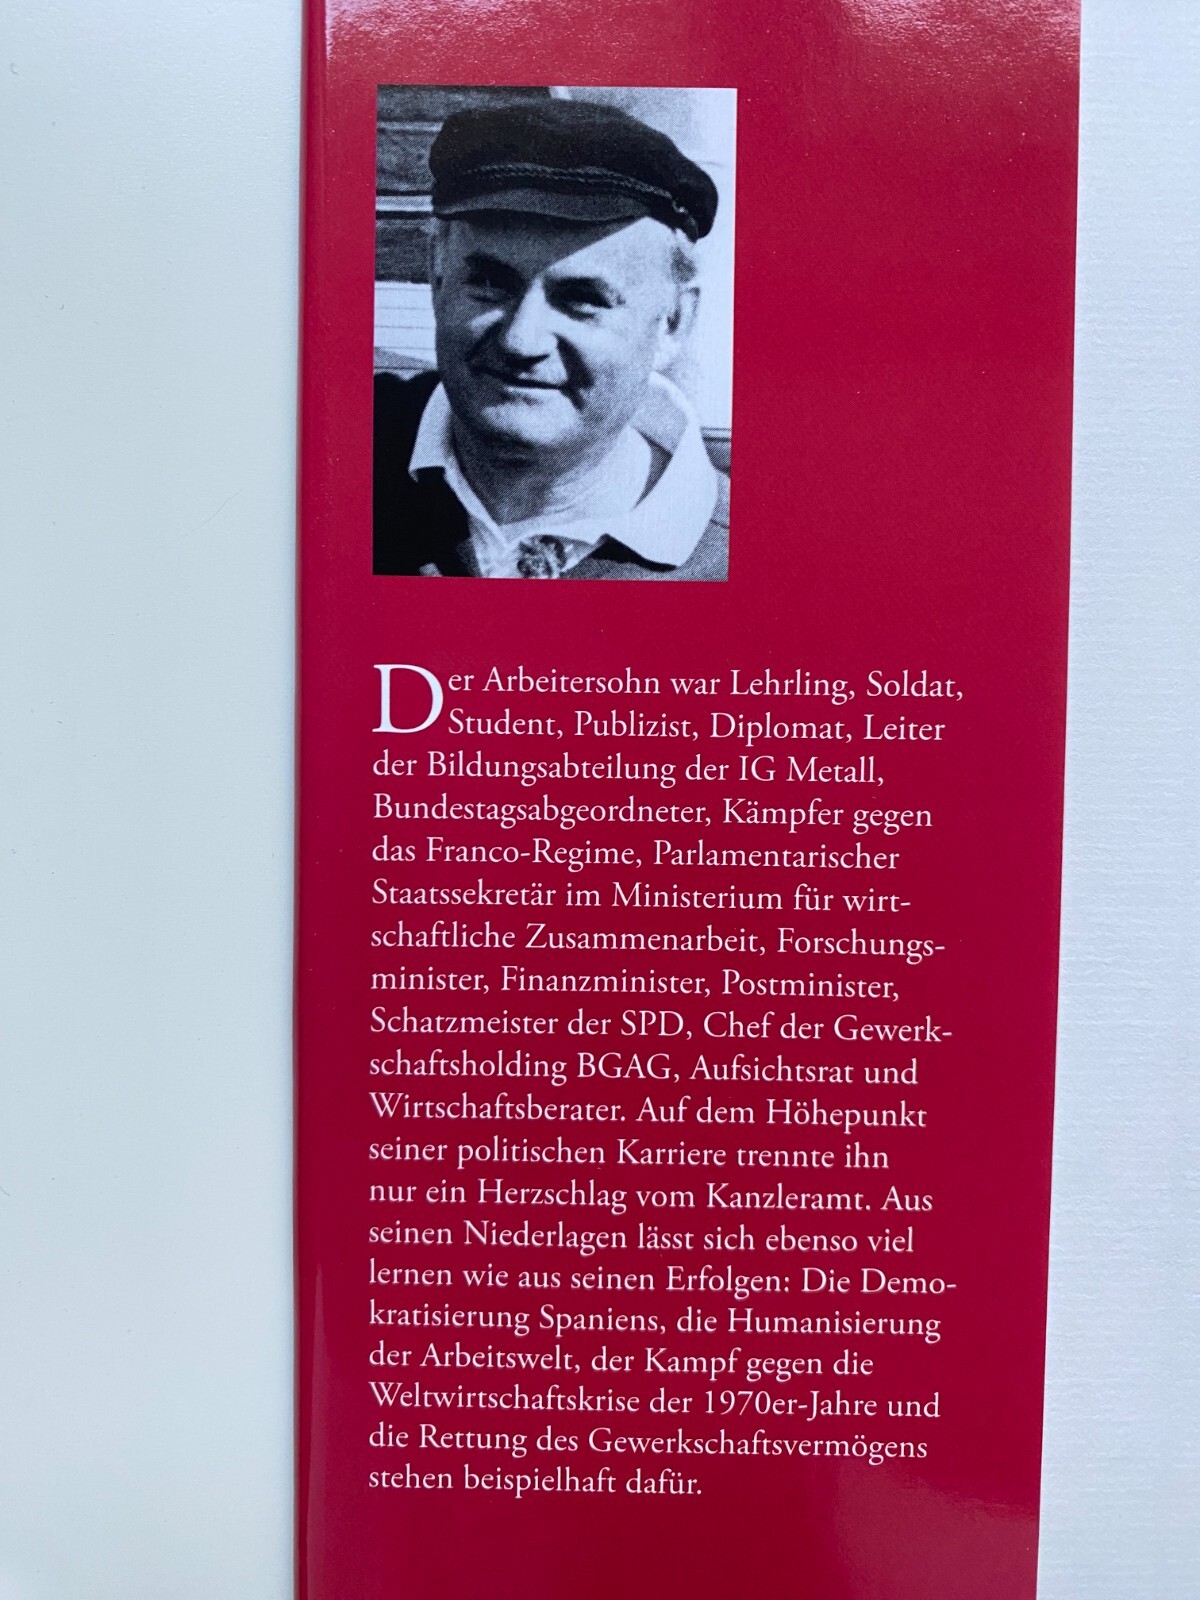 Der Arbeitersohn war Lehrling, Soldat,
Student, Publizist, Diplomat, Leiter
der Bildungsabteilung der IG Metall,
Bundestagsabgeordneter, Kämpfer gegen
das Franco-Regime, Parlamentarischer
Staatssekretär im Ministerium für wirt-
schaftliche Zusammenarbeit, Forschungs-
minister, Finanzminister, Postminister,
Schatzmeister der SPD, Chef der Gewerk-
schaftsholding BGAG, Aufsichtsrat und
Wirtschaftsberater. Auf dem Höhepunkt
seiner politischen Karriere trennte ihn
nur ein Herzschlag vom Kanzleramt. Aus
seinen Niederlagen lässt sich ebenso viel
lernen wie aus seinen Erfolgen: Die Demo-
kratisierung Spaniens, die Humanisierung
der Arbeitswelt, der Kampf gegen die
Weltwirtschaftskrise der 1970er-Jahre und
die Rettung des Gewerkschaftsvermögens
stehen beispielhaft dafür.